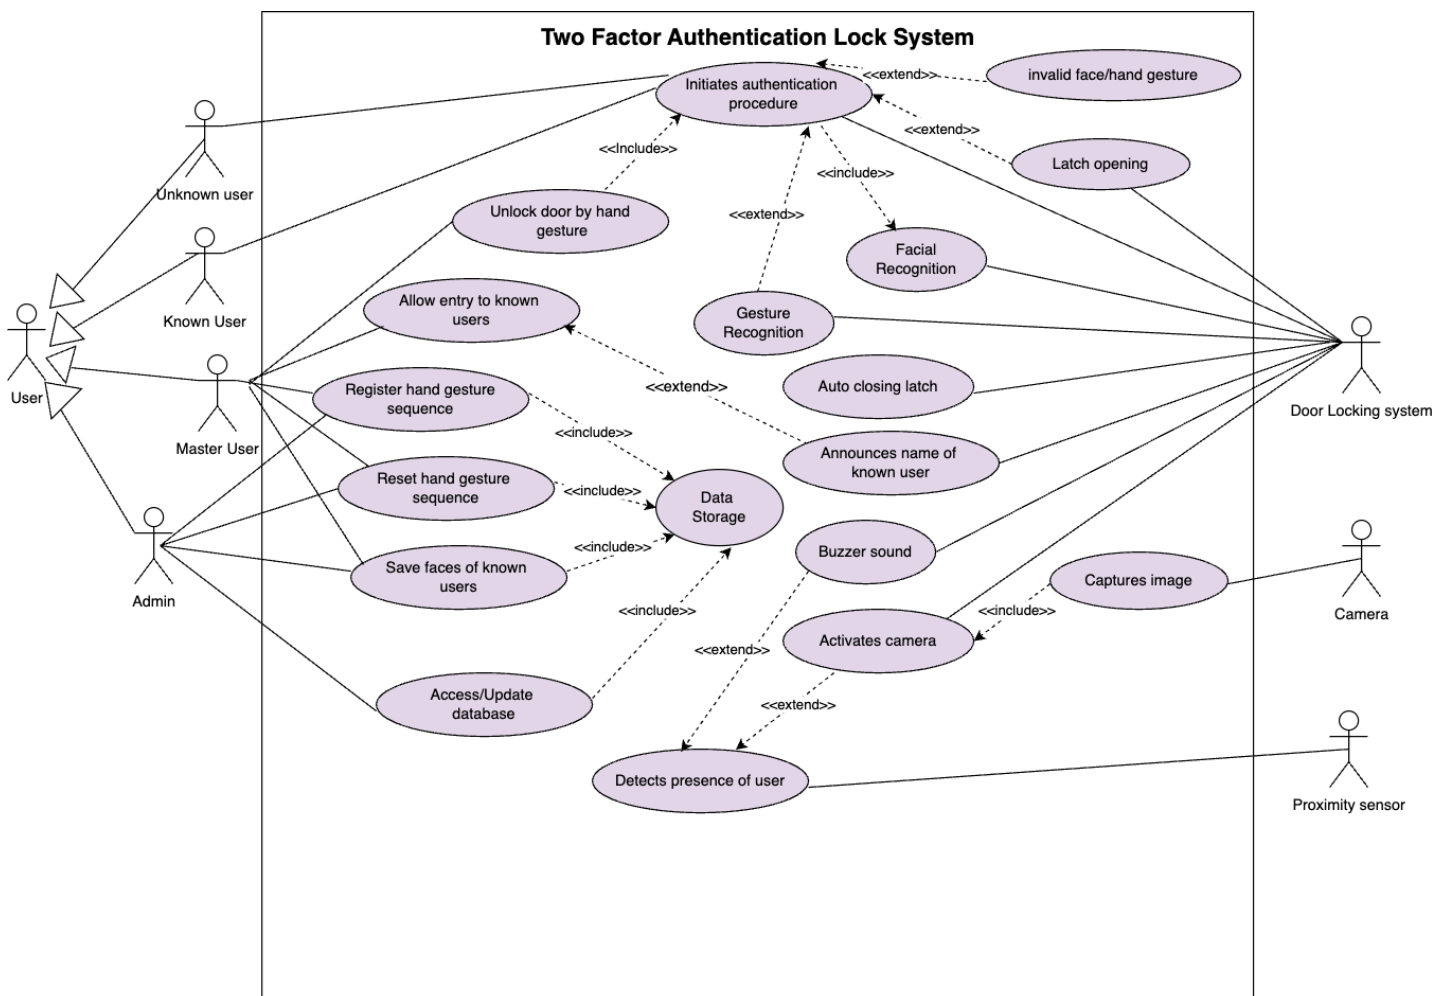 Two Factor Authentication Lock System
Initiates authentication
procedure
<<extend>>
invalid face/hand gesture
<<extend>>
Latch opening
Unknown user
<<Include>>
<<include>>
<<extend>>
Unlock door by hand
gesture
Facial
Recognition
Known User
Allow entry to known
users
Gesture
Recognition
User
Master User
Register hand gesture
sequence
<<extend>>
Auto closing latch
Door Locking system
<<include>>
Announces name of
known user
Reset hand gesture
sequence
<<include>>
Data
Storage
Admin
Save faces of known
users
<<include>>
Buzzer sound
Captures image
Camera
<<include>>
<<include>>
Activates camera
<<extend>>
<<extend>>
Access/Update
database
Detects presence of user
Proximity sensor